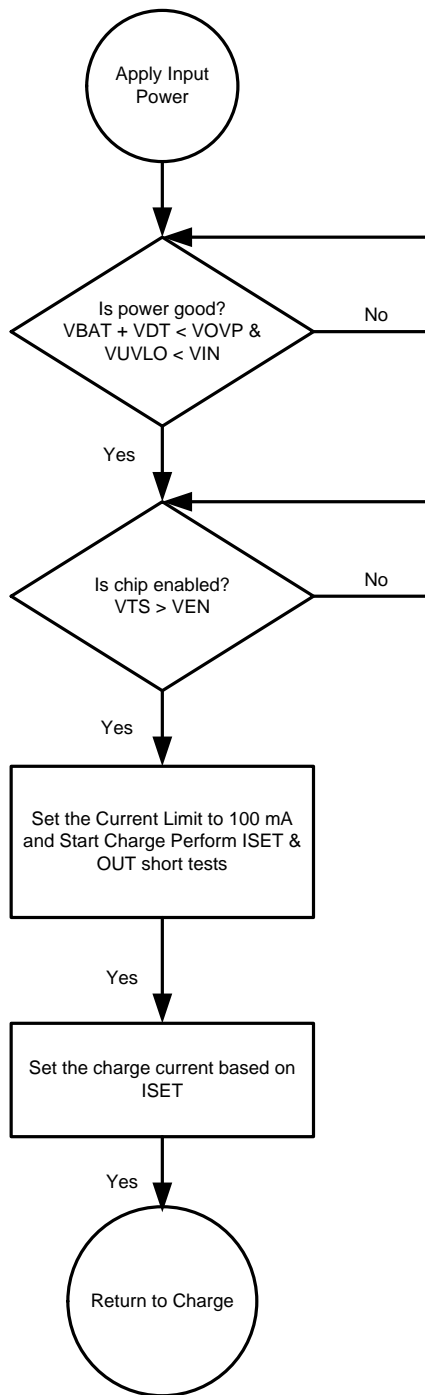 Apply Input
Power
Is power good?
VBAT + VDT < VOVP &
VUVLO < VIN
No
Yes
Is chip enabled?
VTS > VEN
No
Yes
Set the Current Limit to 100 mA
and Start Charge Perform ISET &
OUT short tests
Yes
Set the charge current based on
ISET
Yes
Return to Charge